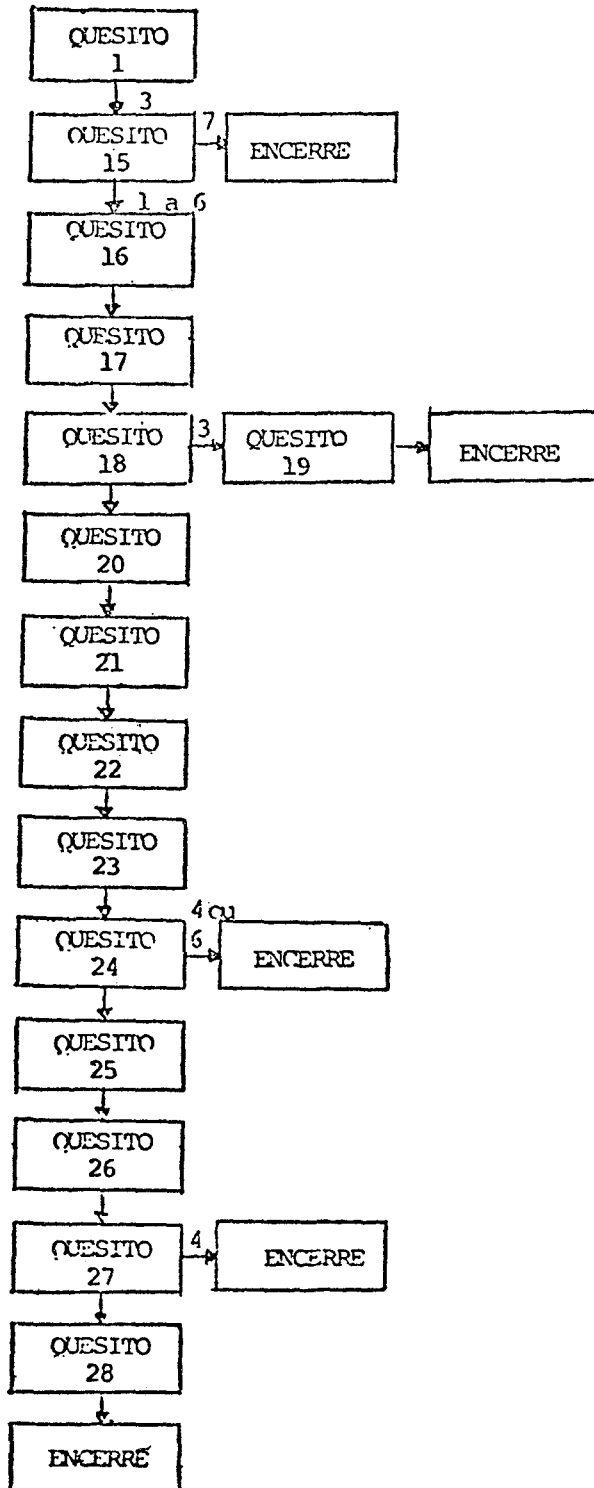 QUESITO
1
3
QUESITO
15
7
ENCERRE
1 a 6
QUESITO
16
QUESITO
17
QUESITO
18
3
QUESITO
19
ENCERRE
QUESITO
20
QUESITO
21
QUESITO
22
QUESITO
23
4 ou
6
QUESITO
24
ENCERRE
QUESITO
25
QUESITO
26
QUESITO
27
4
ENCERRE
QUESITO
28
ENCERRE